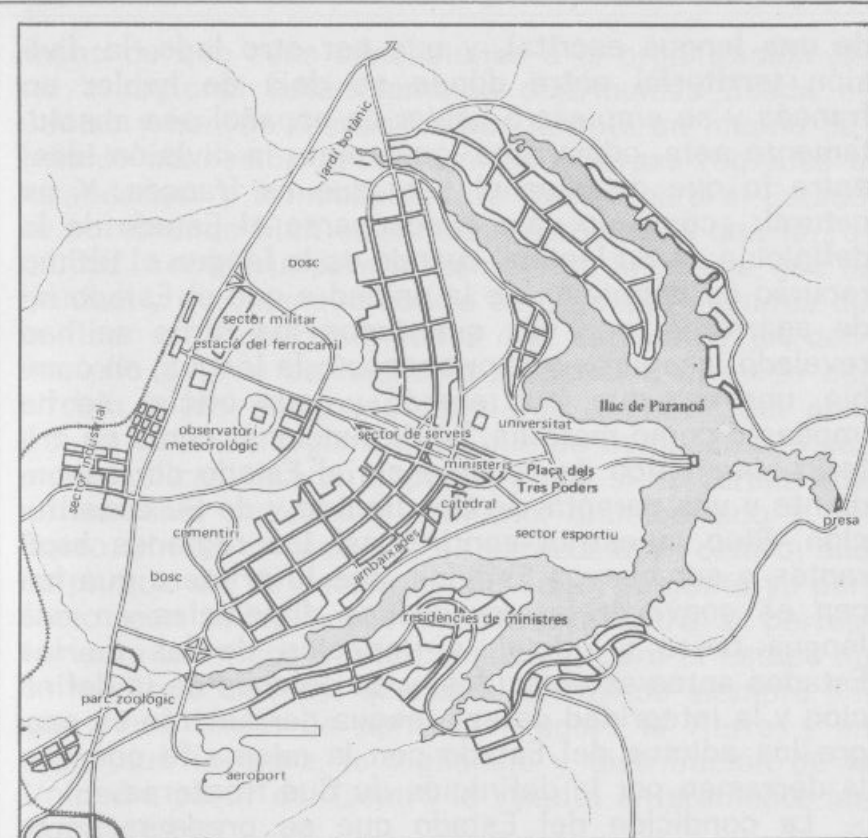 jardí botànic
bosc
sector militar
estació del ferrocarril
Ilac de Paranoá
observatori
meteorològic
sector de serveis
universitat
sector industrial
ministeris
Plaça dels
Tres Poders
catedral
presa
cementiri
sector esportiu
ambaixades
bosc
residències de ministres
parc zoològic
aeroport